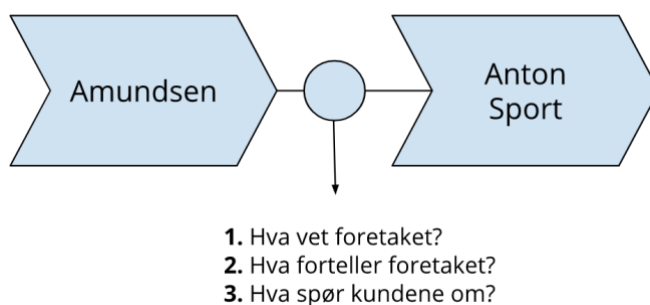 Amundsen
Anton
Sport
1. Hva vet foretaket?
2. Hva forteller foretaket?
3. Hva spør kundene om?